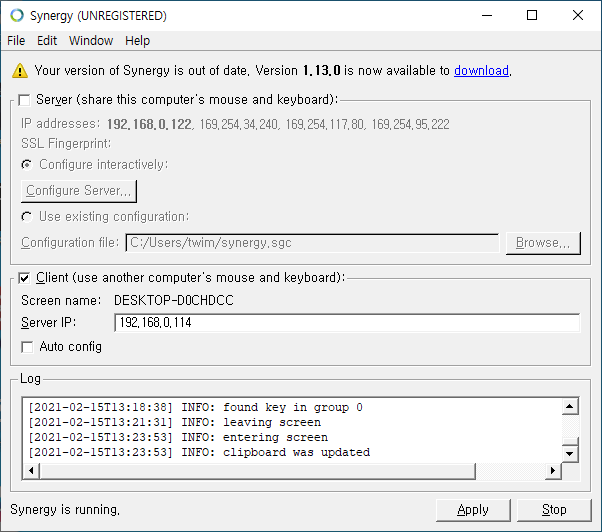 Synergy (UNREGISTERED)
File Edit Window Help
Your version of Synergy is out of date. Version 1.13.0 is now available to download.
Server (share this computer's mouse and keyboard):
IP addresses: 192.168.0.122, 169.254.34.240, 169.254.117.80, 169.254.95.222
SSL Fingerprint:
Configure interactively:
Configure Server...
Use existing configuration:
Configuration file: C:/Users/twim/synergy.sgc Browse...
Client (use another computer's mouse and keyboard):
Screen name: DESKTOP-D0CHDCC
Server IP: 192.168.0.114
Auto config
Log
[2021-02-15T13:18:38] INFO: found key in group 0
[2021-02-15T13:21:31] INFO: leaving screen
[2021-02-15T13:23:53] INFO: entering screen
[2021-02-15T13:23:53] INFO: clipboard was updated
Synergy is running. Apply Stop